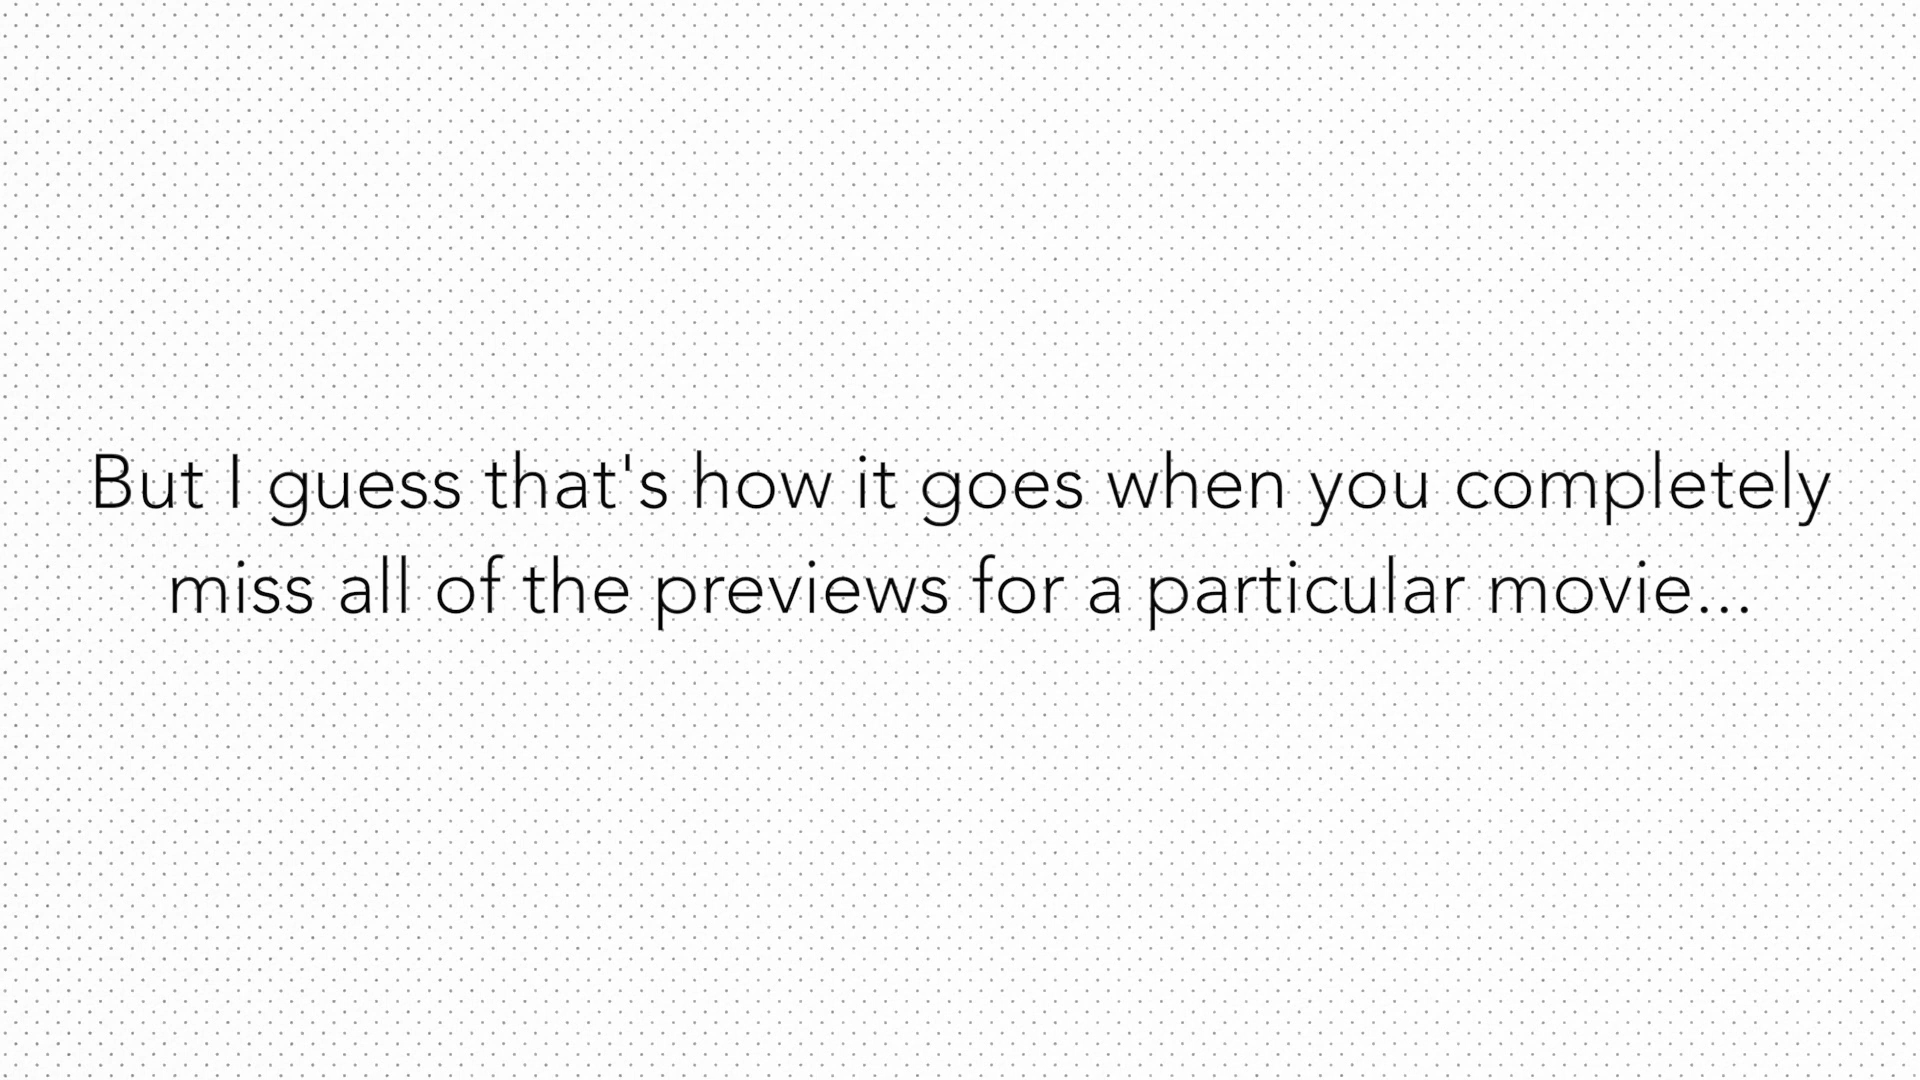 But I guess that's how it goes when you completely
miss all of the previews for a particular movie...